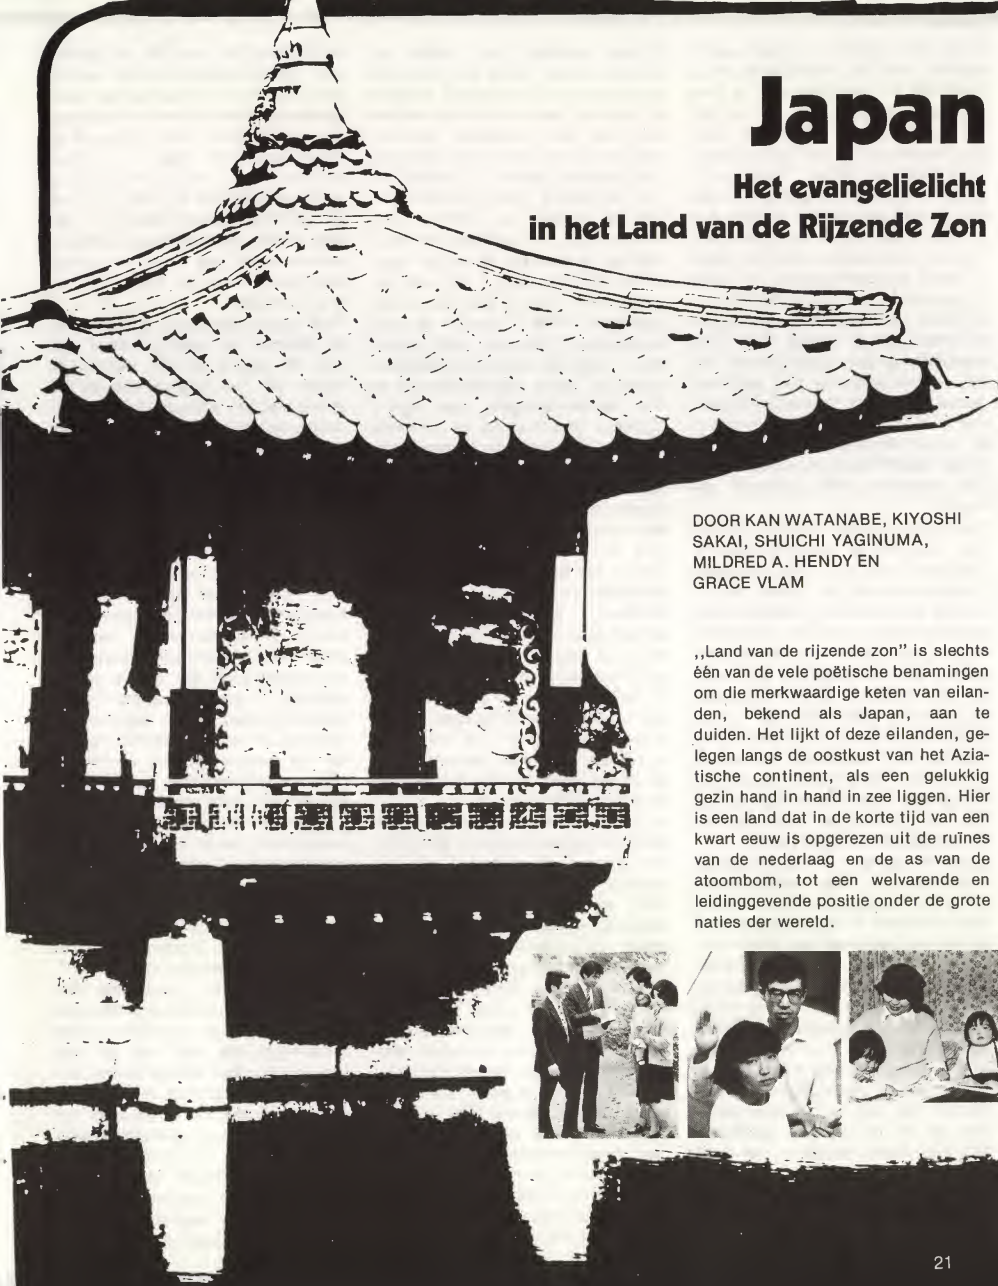 Japan
Het evangelielicht
in het Land van de Rijzende Zon
DOOR KAN WATANABE, KIYOSHI
SAKAI, SHUICHI YAGINUMA,
MILDRED A. HENDY EN
GRACE VLAM
,,Land van de rijzende zon” is slechts
één van de vele poëtische benamingen
om die merkwaardige keten van eilan-
den, bekend als Japan, aan te
duiden. Het lijkt of deze eilanden, ge-
legen langs de oostkust van het Azia-
tische continent, als een gelukkig
gezin hand in hand in zee liggen. Hier
is een land dat in de korte tijd van een
kwart eeuw is opgerezen uit de ruïnes
van de nederlaag en de as van de
atoombom, tot een welvarende en
leidinggevende positie onder de grote
naties der wereld.
21